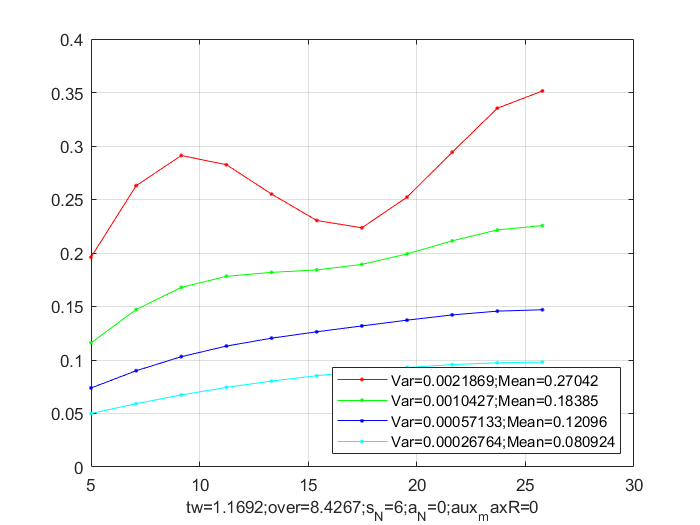 0.4
0.35
0.3
0.25
0.2
0.15
0.1
0.05
0
Var=0.0021869;Mean=0.27042
Var=0.0010427;Mean=0.18385
Var=0.00057133;Mean=0.12096
Var=0.00026764;Mean=0.080924
5 10 15 20 25 30
tw=1.1692;over=8.4267;s_N=6;a_N=0;aux_maxR=0